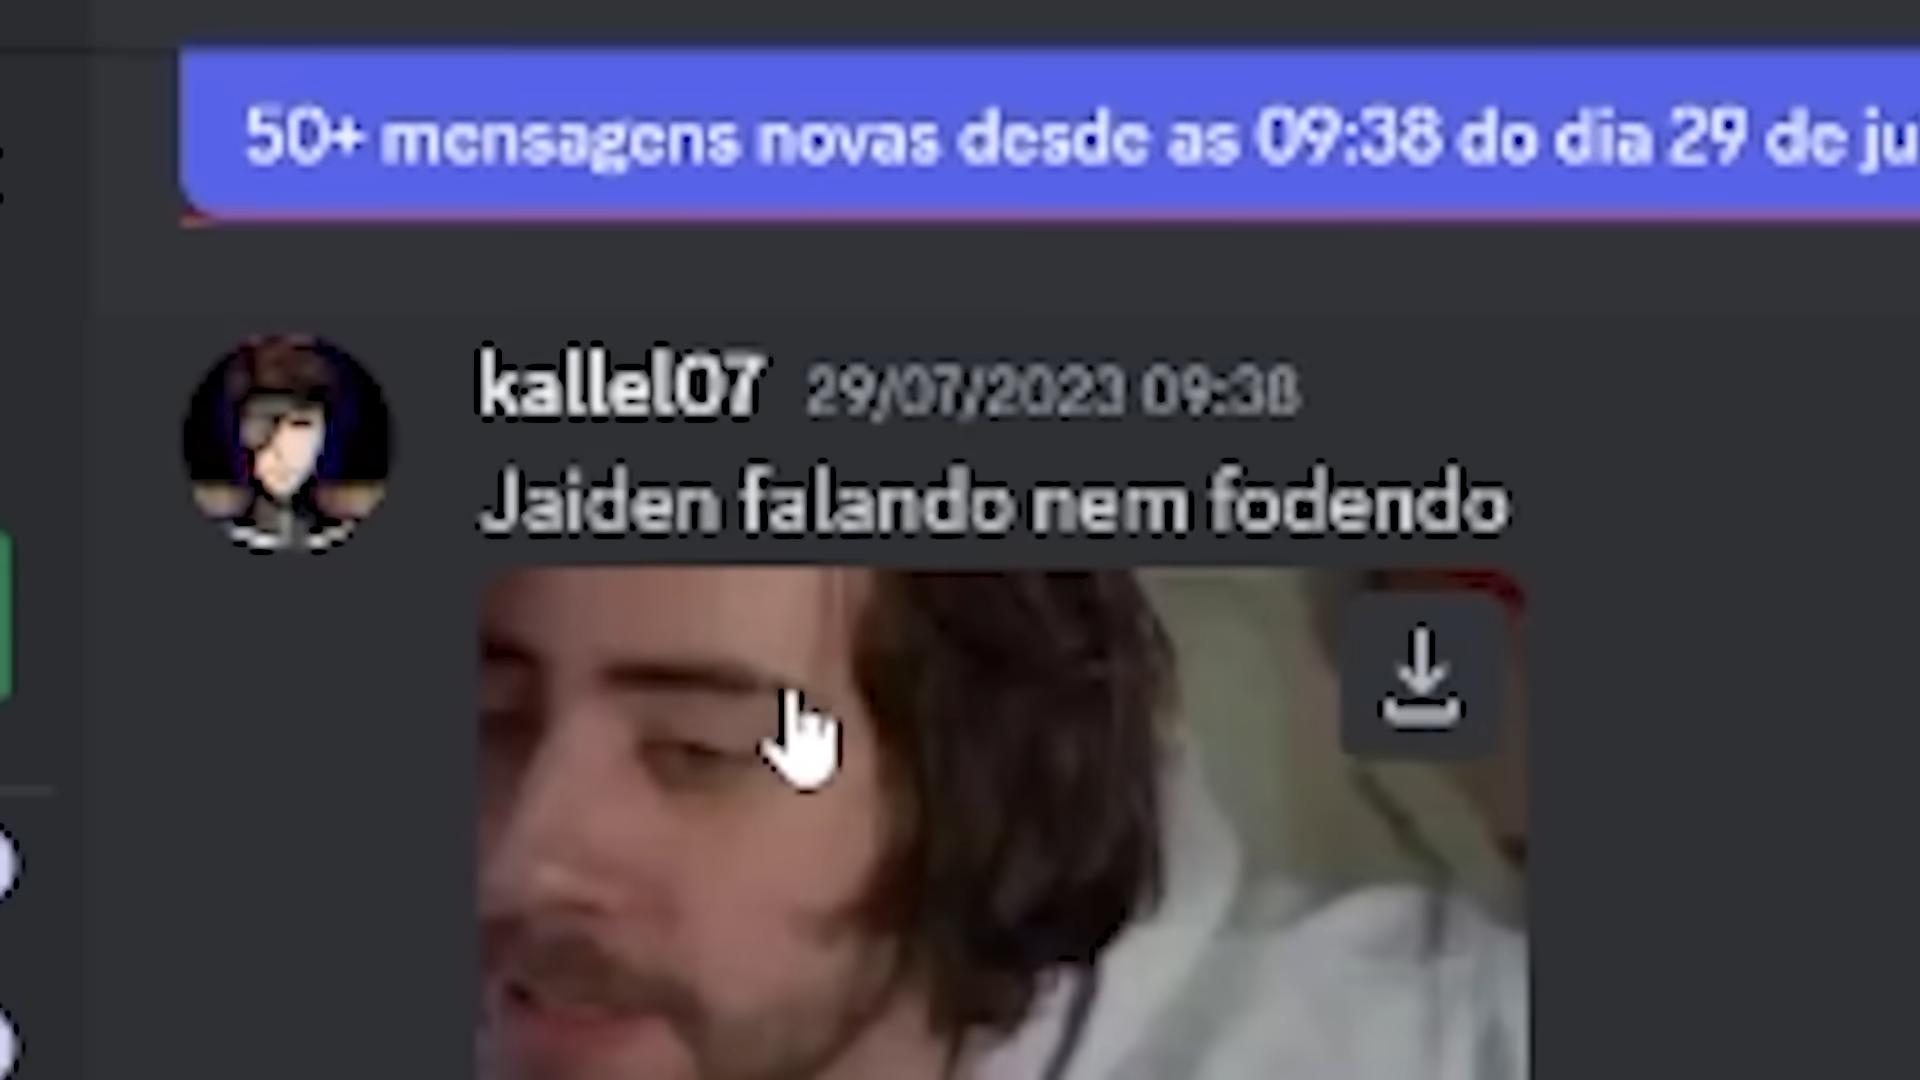 50+ mensagens novas desde as 09:38 do dia 29 de ju
kallel07 29/07/2023 09:38
Jaiden falando nem fodendo